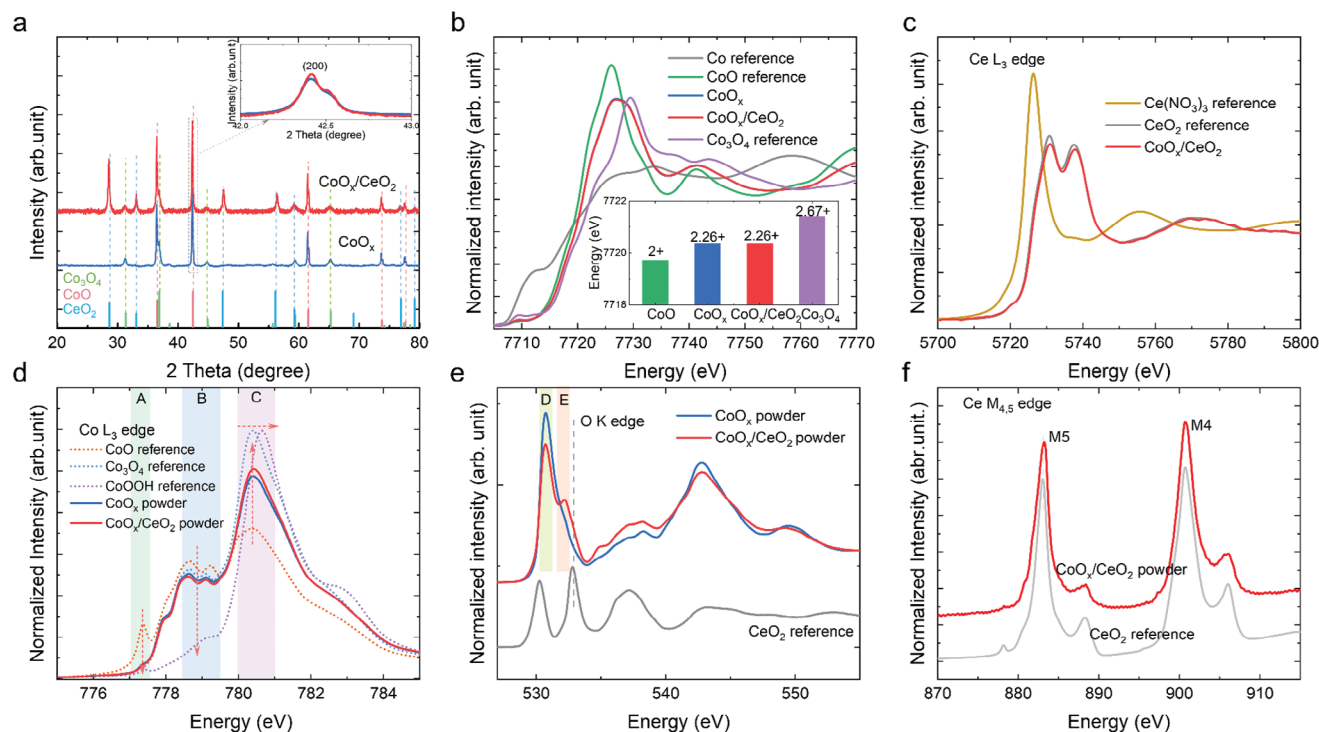 a
Intensity (arb.unit)
Intensity (arb.unit)
(200)
42.0 42.5 43.0
2 Theta (degree)
CoOₓ/CeO₂
CoOₓ
Co₃O₄
CoO
CeO₂
20 30 40 50 60 70 80
2 Theta (degree)
b
Normalized intensity (arb. unit)
Co reference
CoO reference
CoOₓ
CoOₓ/CeO₂
Co₃O₄ reference
Energy (eV)
7722
7720
7718
2+ 2.26+ 2.26+ 2.67+
CoO CoOₓ CoOₓ/CeO₂ Co₃O₄
7710 7720 7730 7740 7750 7760 7770
Energy (eV)
c
Normalized intensity (arb. unit)
Ce L₃ edge
Ce(NO₃)₃ reference
CeO₂ reference
CoOₓ/CeO₂
5700 5720 5740 5760 5780 5800
Energy (eV)
d
Normalized Intensity (arb.unit)
A B C
Co L₃ edge
CoO reference
Co₃O₄ reference
CoOOH reference
CoOₓ powder
CoOₓ/CeO₂ powder
776 778 780 782 785
Energy (eV)
e
Normalized intensity (arb.unit)
D E
O K edge
CoOₓ powder
CoOₓ/CeO₂ powder
CeO₂ reference
530 540 550
Energy (eV)
f
Normalized Intensity (abr.unit.)
Ce M₄,₅ edge
M5
M4
CoOₓ/CeO₂ powder
CeO₂ reference
870 880 890 900 910
Energy (eV)